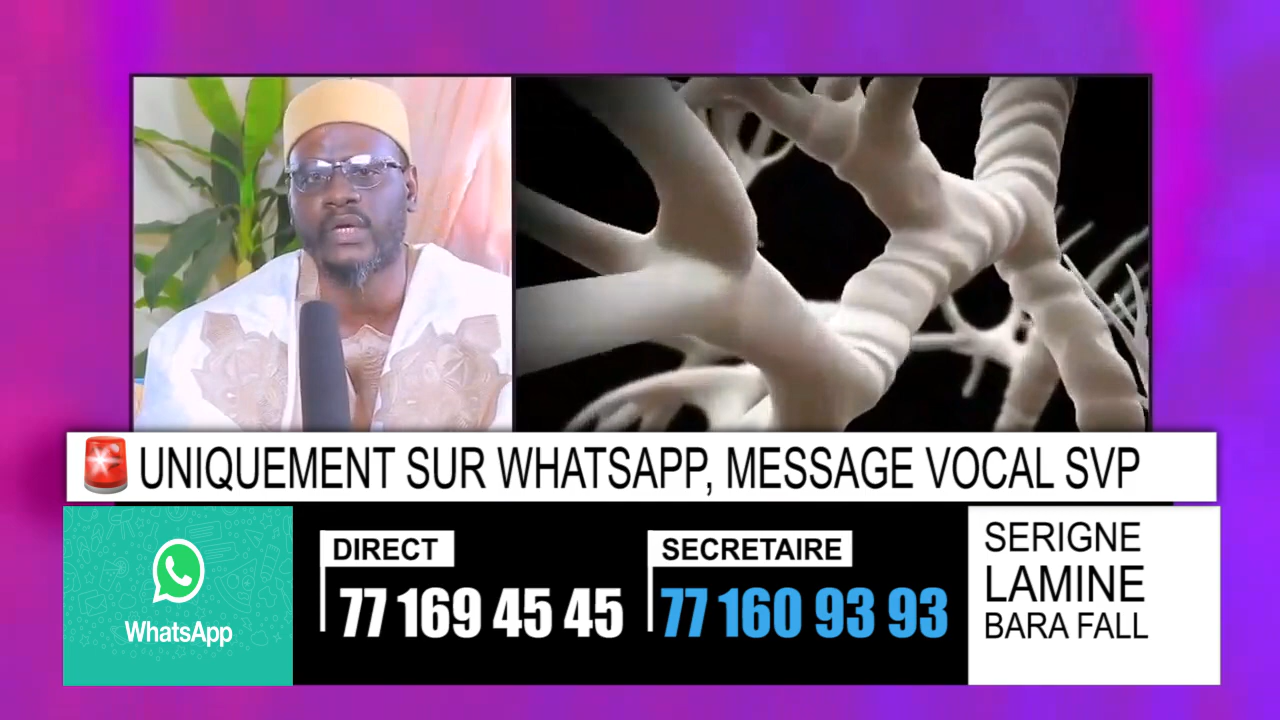 UNIQUEMENT SUR WHATSAPP, MESSAGE VOCAL SVP
WhatsApp
DIRECT
77 169 45 45
SECRETAIRE
77 160 93 93
SERIGNE
LAMINE
BARA FALL